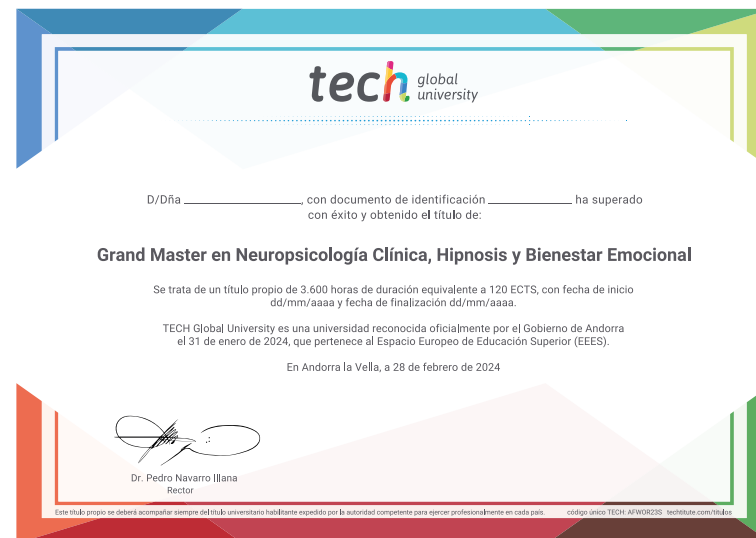 tech global university
D/Dña ____________________, con documento de identificación ______________ ha superado
con éxito y obtenido el título de:
Grand Master en Neuropsicología Clínica, Hipnosis y Bienestar Emocional
Se trata de un título propio de 3.600 horas de duración equivalente a 120 ECTS, con fecha de inicio
dd/mm/aaaa y fecha de finalización dd/mm/aaaa.
TECH Global University es una universidad reconocida oficialmente por el Gobierno de Andorra
el 31 de enero de 2024, que pertenece al Espacio Europeo de Educación Superior (EEES).
En Andorra la Vella, a 28 de febrero de 2024
Dr. Pedro Navarro Illana
Rector
Este título propio se deberá acompañar siempre del título universitario habilitante expedido por la autoridad competente para ejercer profesionalmente en cada país. código único TECH: AFWOR23S techtitute.com/titulos